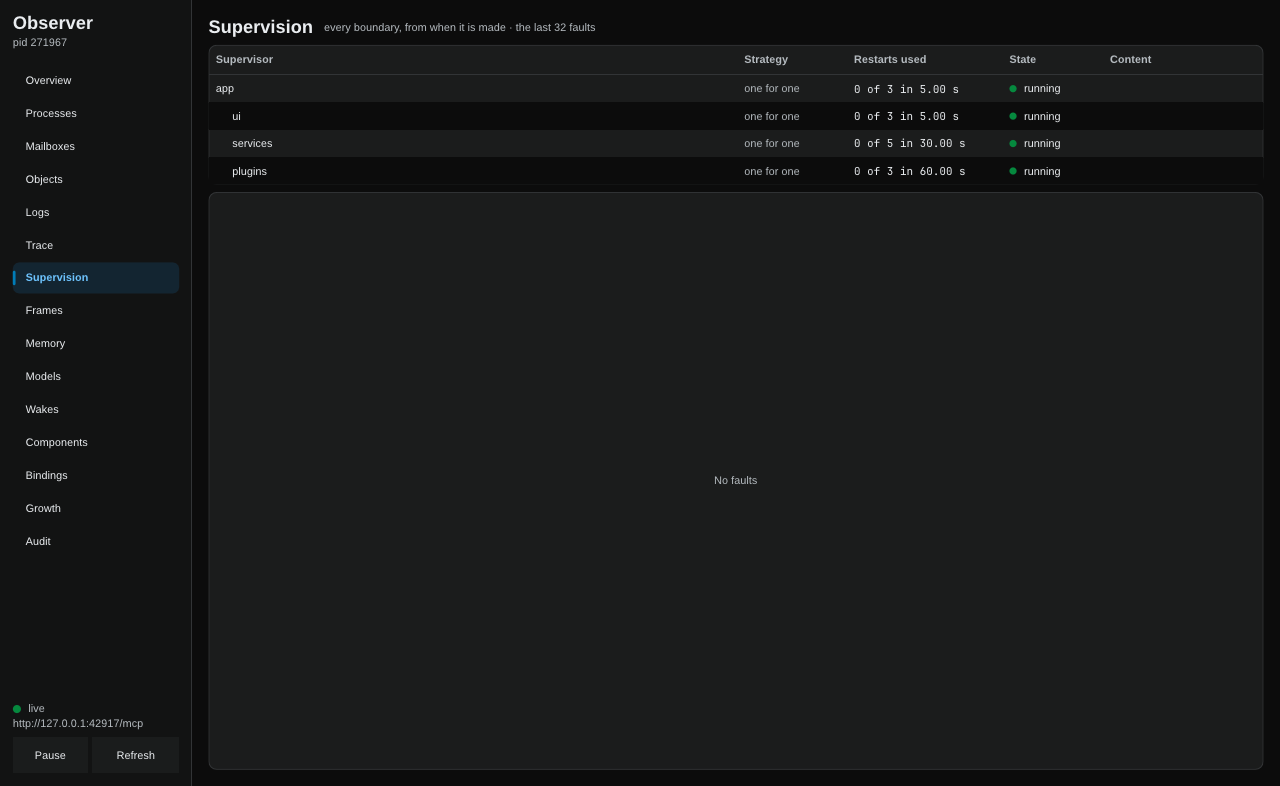 Observer
pid 271967
Overview
Processes
Mailboxes
Objects
Logs
Trace
Supervision
Frames
Memory
Models
Wakes
Components
Bindings
Growth
Audit
live
http://127.0.0.1:42917/mcp
Pause Refresh
Supervision every boundary, from when it is made · the last 32 faults
Supervisor Strategy Restarts used State Content
app one for one 0 of 3 in 5.00 s running
ui one for one 0 of 3 in 5.00 s running
services one for one 0 of 5 in 30.00 s running
plugins one for one 0 of 3 in 60.00 s running
No faults